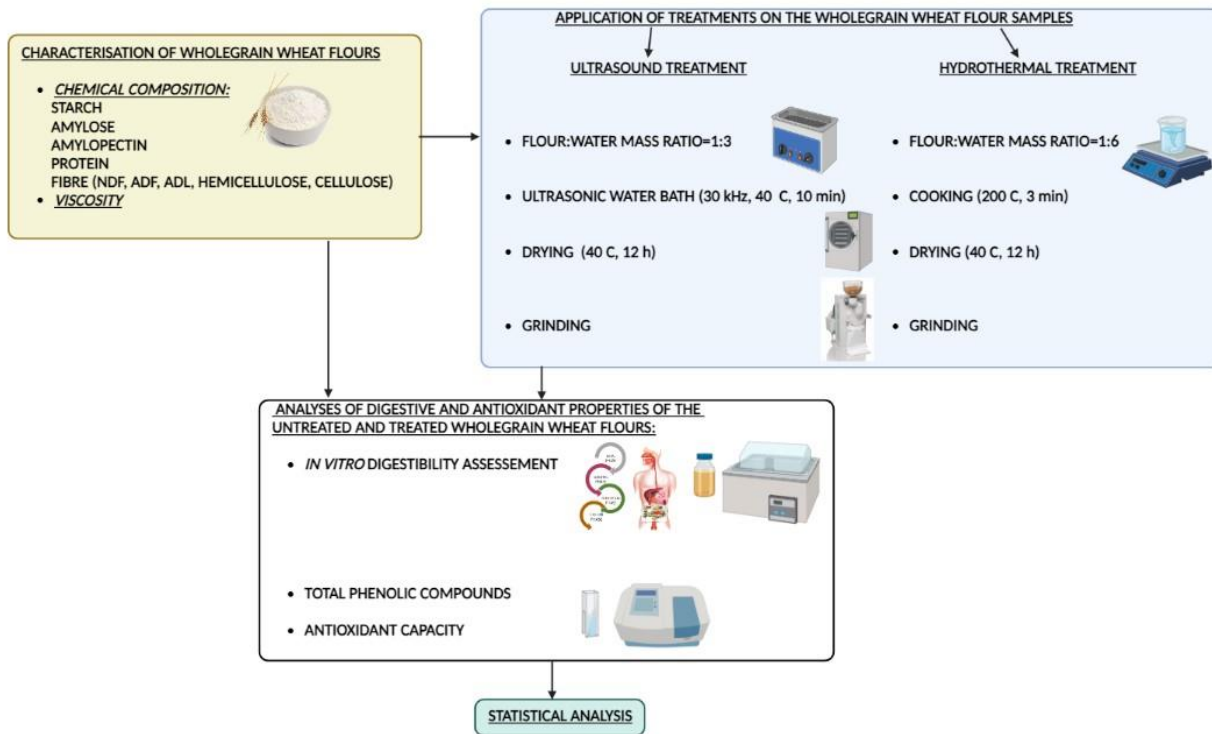 CHARACTERISATION OF WHOLEGRAIN WHEAT FLOURS
• CHEMICAL COMPOSITION:
STARCH
AMYLOSE
AMYLOPECTIN
PROTEIN
FIBRE (NDF, ADF, ADL, HEMICELLULOSE, CELLULOSE)
• VISCOSITY
APPLICATION OF TREATMENTS ON THE WHOLEGRAIN WHEAT FLOUR SAMPLES
ULTRASOUND TREATMENT
• FLOUR:WATER MASS RATIO=1:3
• ULTRASONIC WATER BATH (30 kHz, 40 C, 10 min)
• DRYING (40 C, 12 h)
• GRINDING
HYDROTHERMAL TREATMENT
• FLOUR:WATER MASS RATIO=1:6
• COOKING (200 C, 3 min)
• DRYING (40 C, 12 h)
• GRINDING
ANALYSES OF DIGESTIVE AND ANTIOXIDANT PROPERTIES OF THE
UNTREATED AND TREATED WHOLEGRAIN WHEAT FLOURS:
• IN VITRO DIGESTIBILITY ASSESSEMENT
• TOTAL PHENOLIC COMPOUNDS
• ANTIOXIDANT CAPACITY
STATISTICAL ANALYSIS